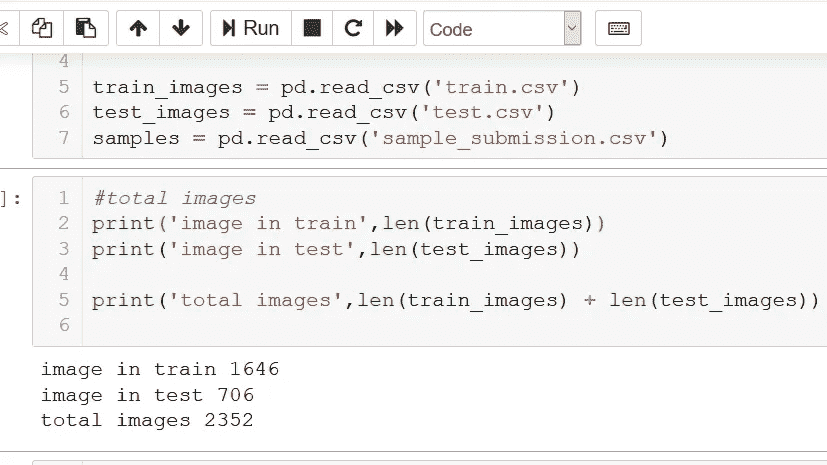 Run Code
4
5 train_images = pd.read_csv('train.csv')
6 test_images = pd.read_csv('test.csv')
7 samples = pd.read_csv('sample_submission.csv')
]: 1 #total images
2 print('image in train',len(train_images))
3 print('image in test',len(test_images))
4
5 print('total images',len(train_images) + len(test_images))
6
image in train 1646
image in test 706
total images 2352